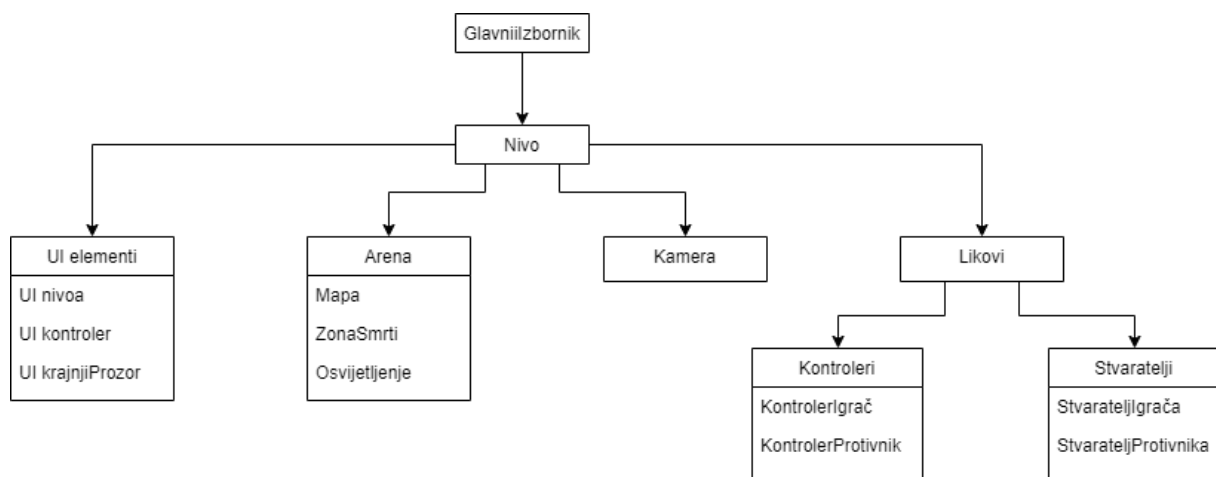 GlavniiIzbornik
Nivo
UI elementi
UI nivoa
UI kontroler
UI krajnjiProzor
Arena
Mapa
ZonaSmrti
Osvijetljenje
Kamera
Likovi
Kontroleri
KontrolerIgrač
KontrolerProtivnik
Stvaratelji
StvarateljIgrača
StvarateljProtivnika